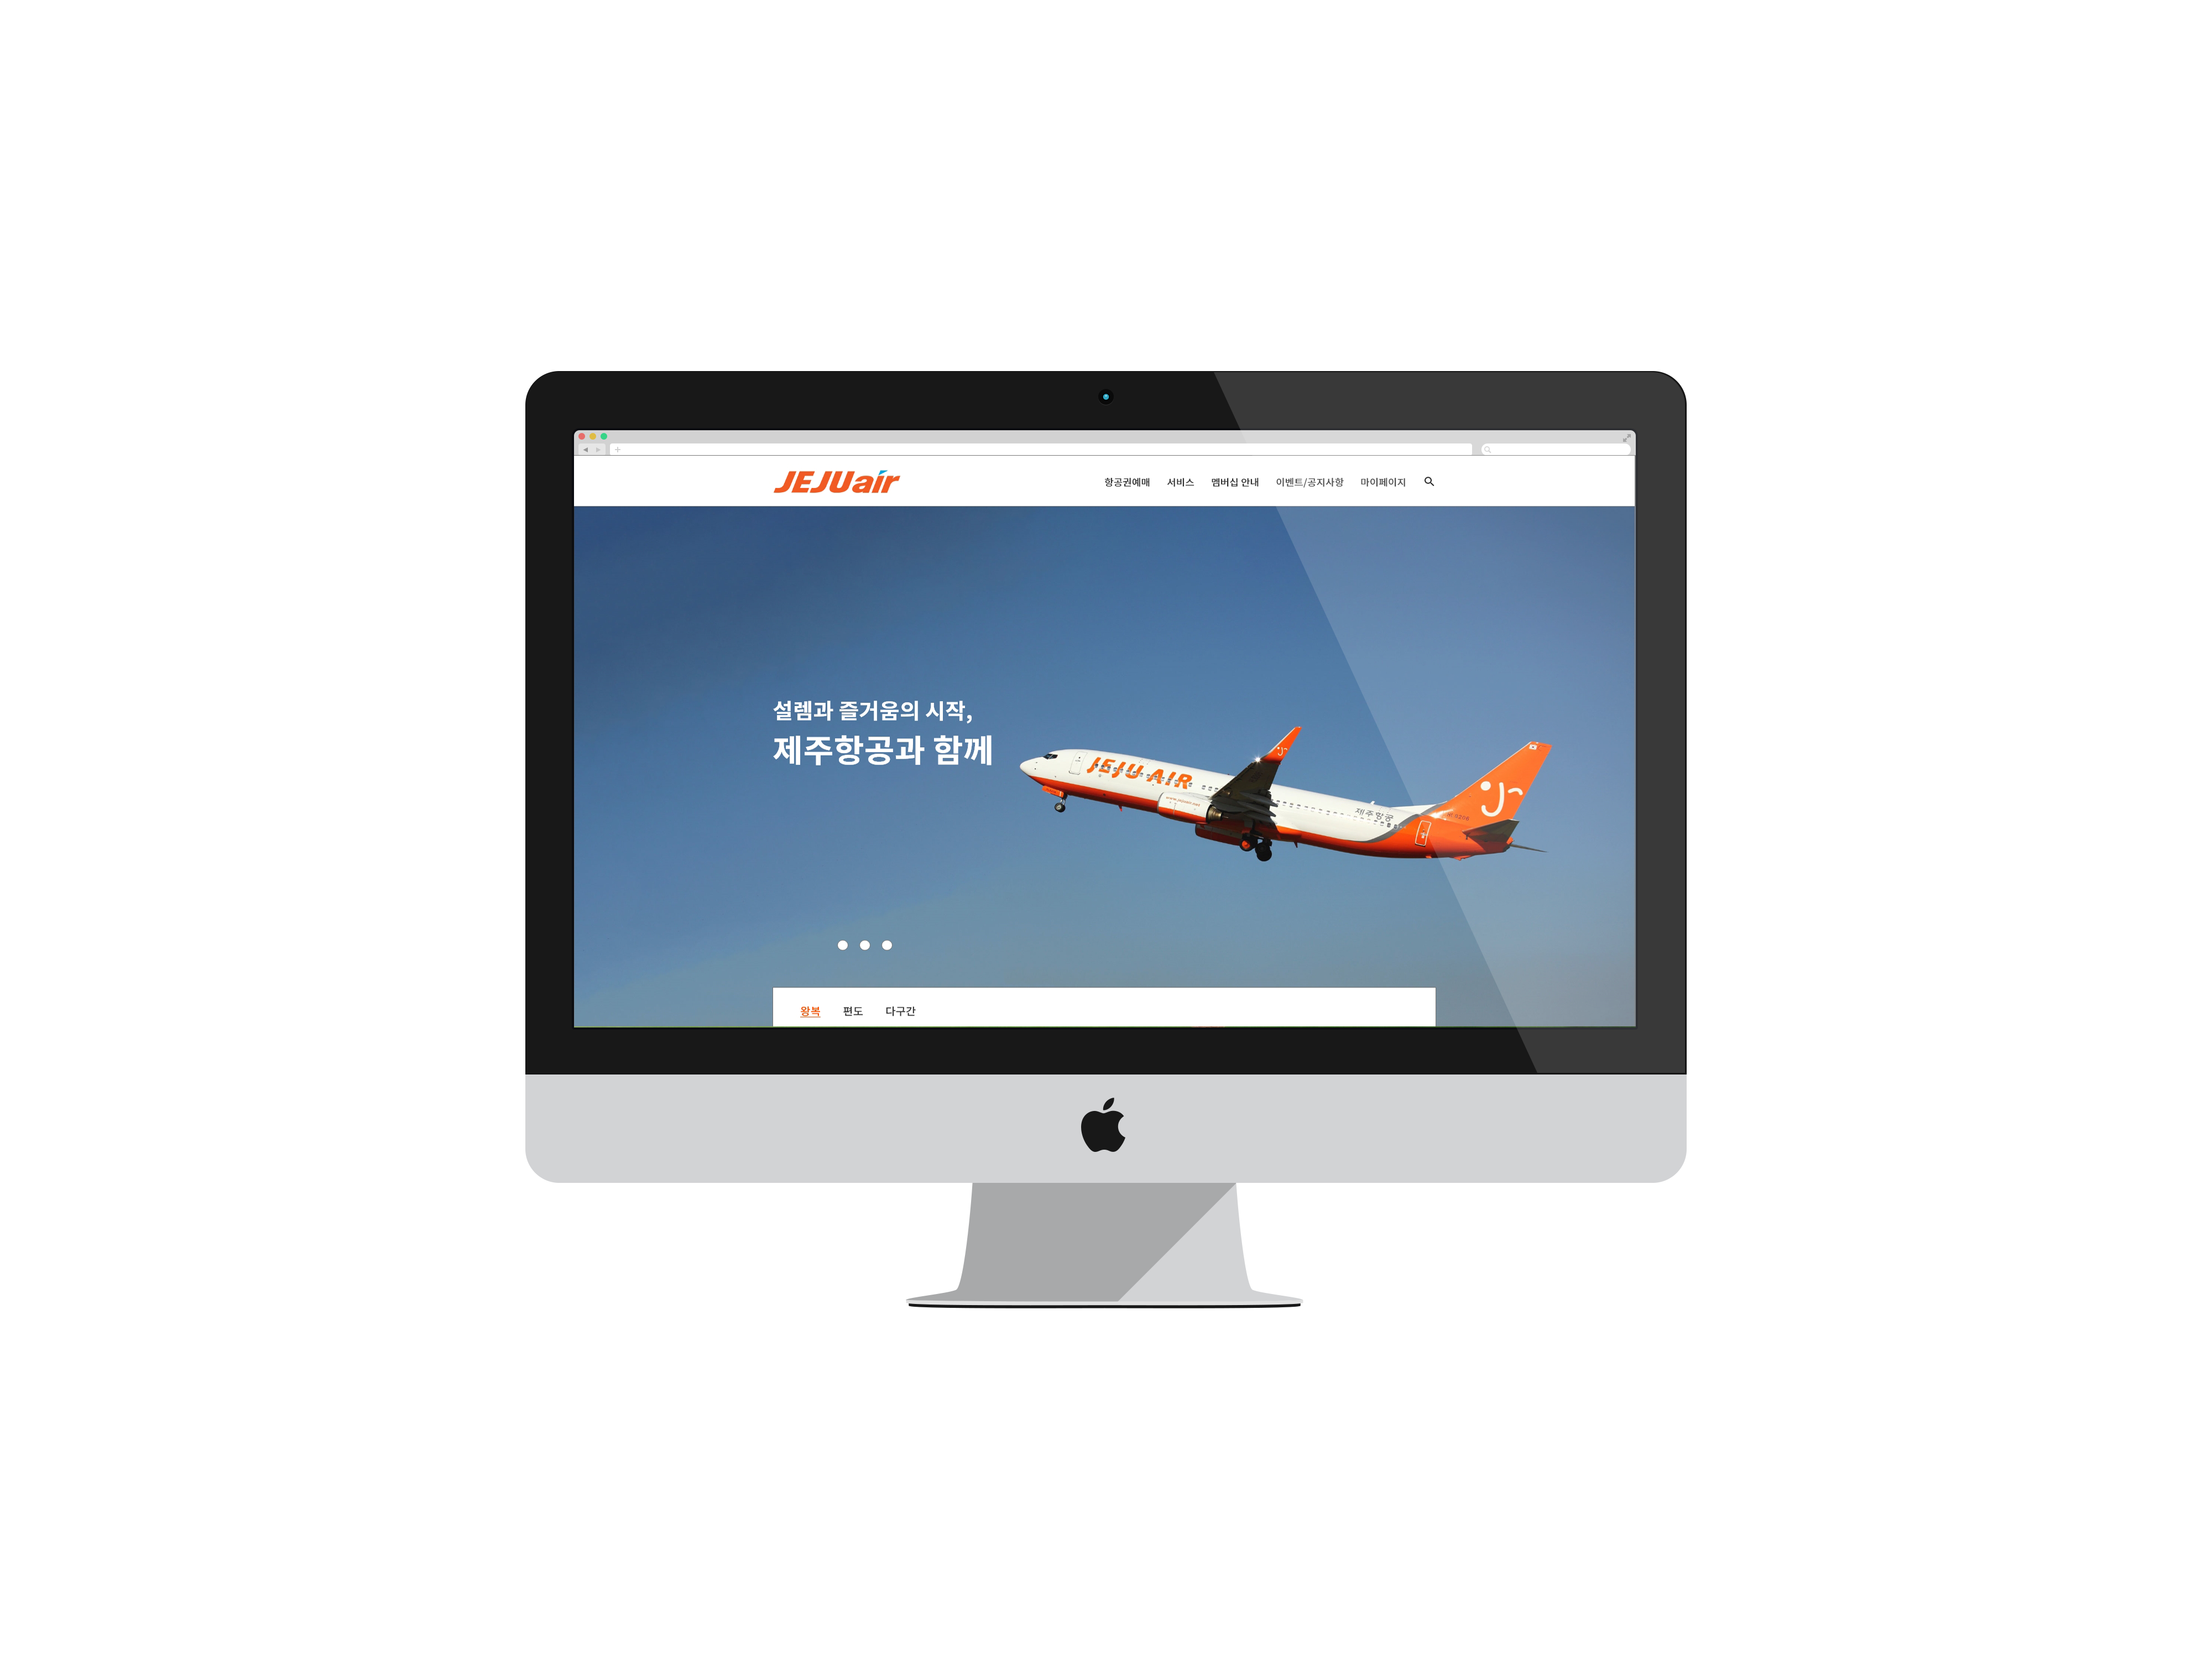 JEJUair
항공권예매 서비스 멤버십 안내 이벤트/공지사항 마이페이지
설렘과 즐거움의 시작,
제주항공과 함께
JEJU AIR
제주항공
왕복 편도 다구간